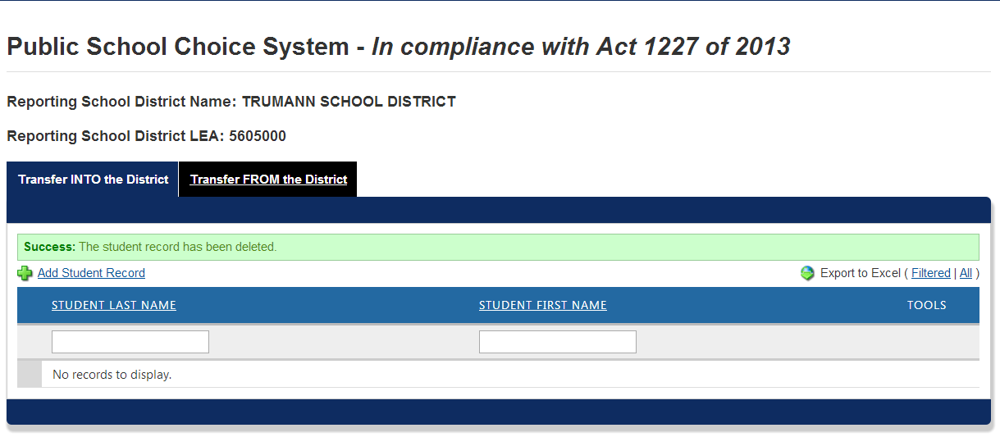 Public School Choice System - In compliance with Act 1227 of 2013
Reporting School District Name: TRUMANN SCHOOL DISTRICT
Reporting School District LEA: 5605000
Transfer INTO the District Transfer FROM the District
Success: The student record has been deleted.
Add Student Record Export to Excel ( Filtered | All )
STUDENT LAST NAME STUDENT FIRST NAME TOOLS
No records to display.